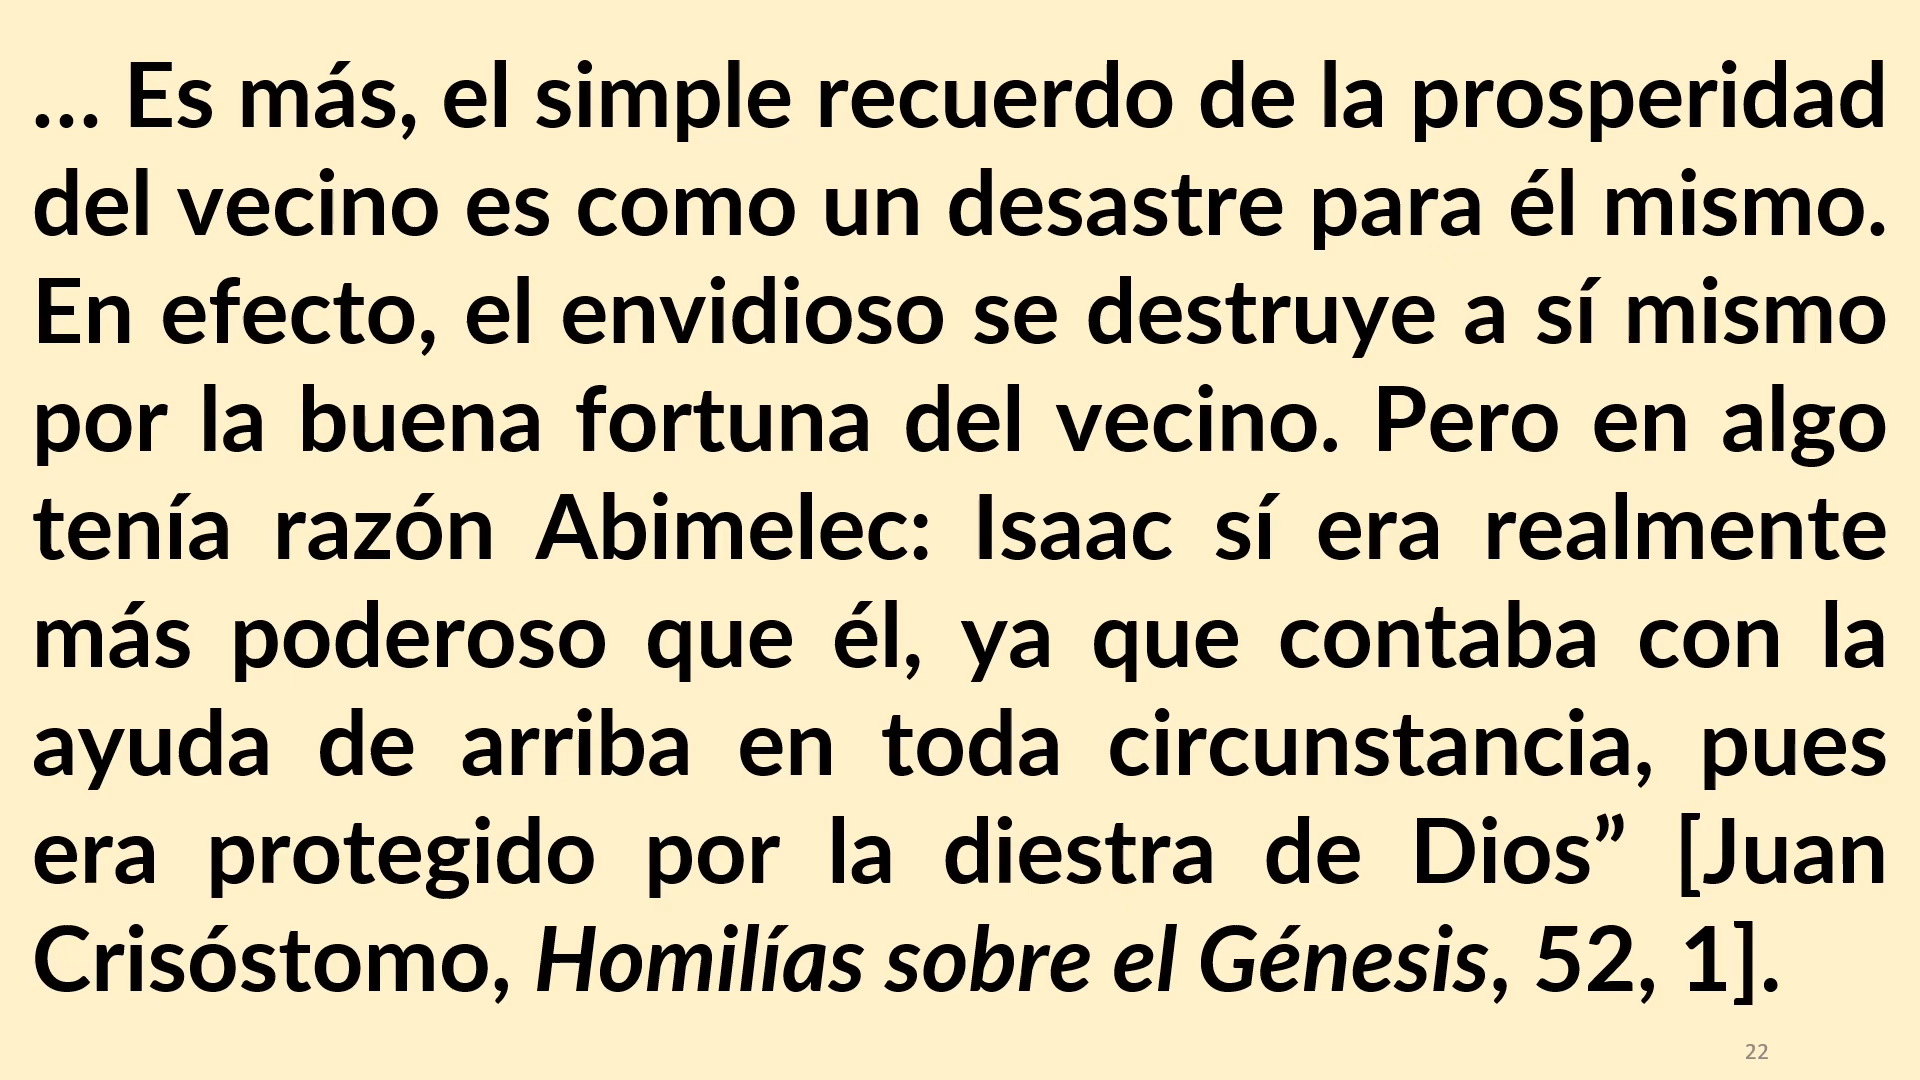 ... Es más, el simple recuerdo de la prosperidad
del vecino es como un desastre para él mismo.
En efecto, el envidioso se destruye a sí mismo
por la buena fortuna del vecino. Pero en algo
tenía razón Abimelec: Isaac sí era realmente
más poderoso que él, ya que contaba con la
ayuda de arriba en toda circunstancia, pues
era protegido por la diestra de Dios” [Juan
Crisóstomo, Homilías sobre el Génesis, 52, 1].
22